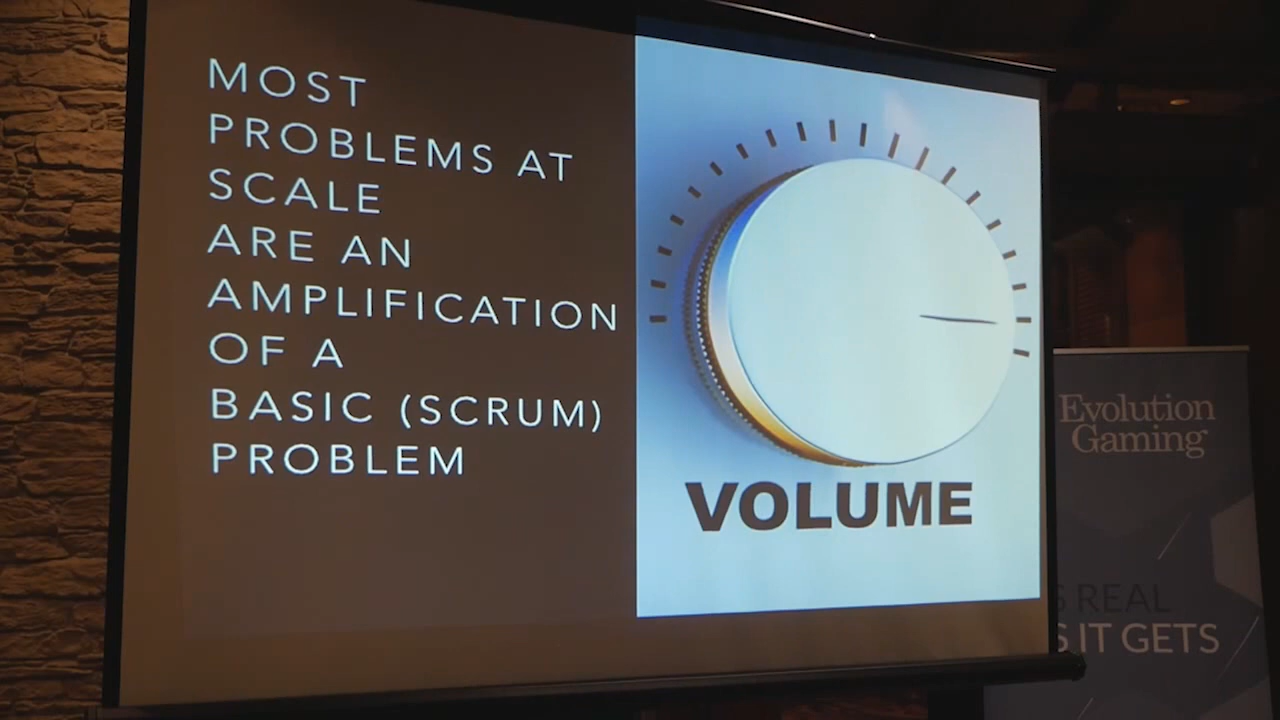 MOST
PROBLEMS AT
SCALE
ARE AN
AMPLIFICATION
OF A
BASIC (SCRUM)
PROBLEM
VOLUME
Evolution
Gaming
REAL
IT GETS